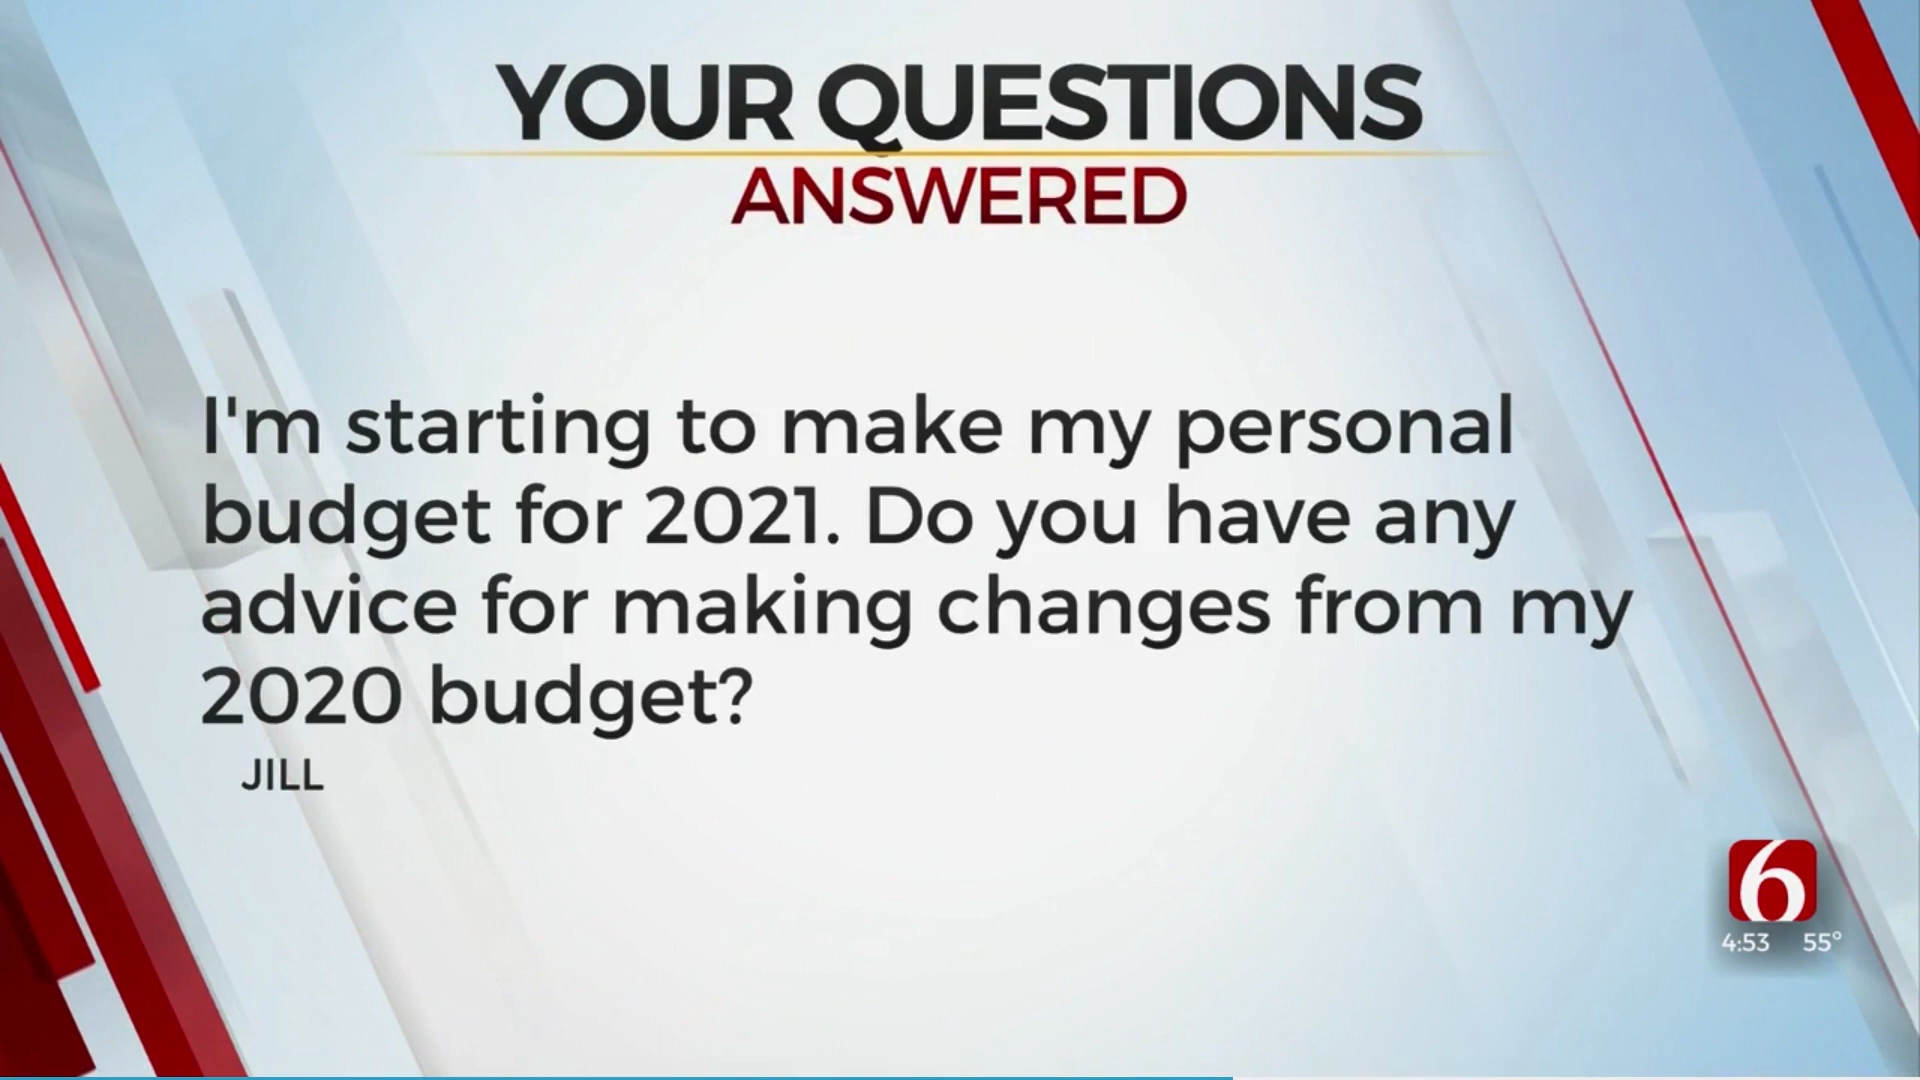 YOUR QUESTIONS
ANSWERED
I'm starting to make my personal
budget for 2021. Do you have any
advice for making changes from my
2020 budget?
JILL
6
4:53 55°